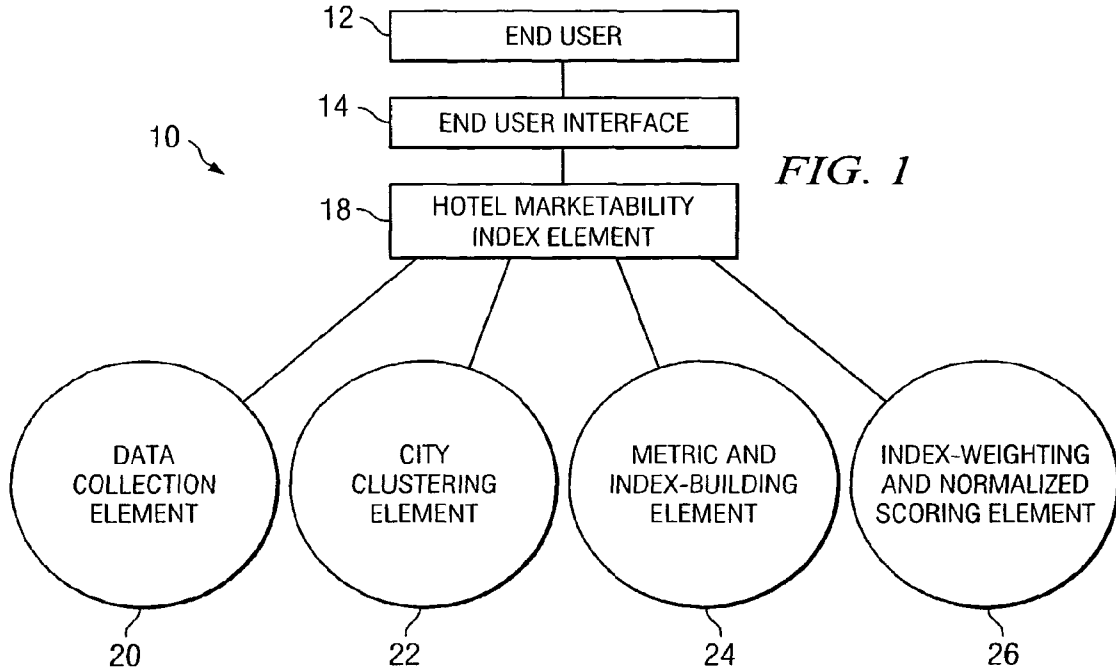 12
END USER
14
END USER INTERFACE
10
FIG. 1
18
HOTEL MARKETABILITY
INDEX ELEMENT
DATA
COLLECTION
ELEMENT
CITY
CLUSTERING
ELEMENT
METRIC AND
INDEX-BUILDING
ELEMENT
INDEX-WEIGHTING
AND NORMALIZED
SCORING ELEMENT
20
22
24
26